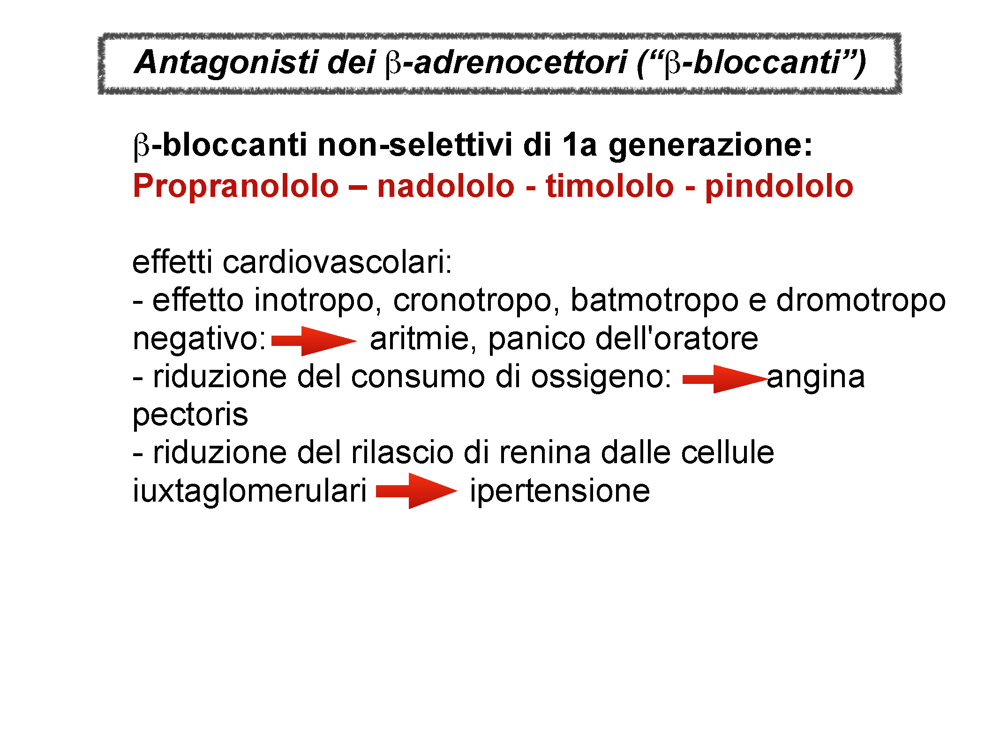 Antagonisti dei β-adrenocettori (“β-bloccanti”)
β-bloccanti non-selettivi di 1a generazione:
Propranololo – nadololo - timololo - pindololo
effetti cardiovascolari:
- effetto inotropo, cronotropo, batmotropo e dromotropo
negativo: aritmie, panico dell'oratore
- riduzione del consumo di ossigeno: angina
pectoris
- riduzione del rilascio di renina dalle cellule
iuxtaglomerulari ipertensione